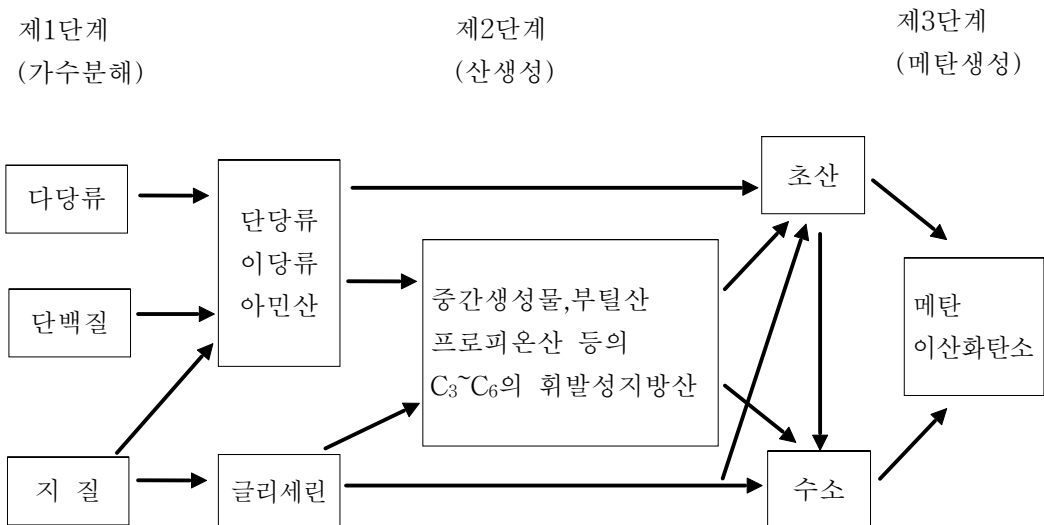 제1단계
(가수분해)
제2단계
(산생성)
제3단계
(메탄생성)
다당류
단백질
지 질
단당류
이당류
아민산
글리세린
중간생성물,부틸산
프로피온산 등의
C₃~C₆의 휘발성지방산
초산
수소
메탄
이산화탄소